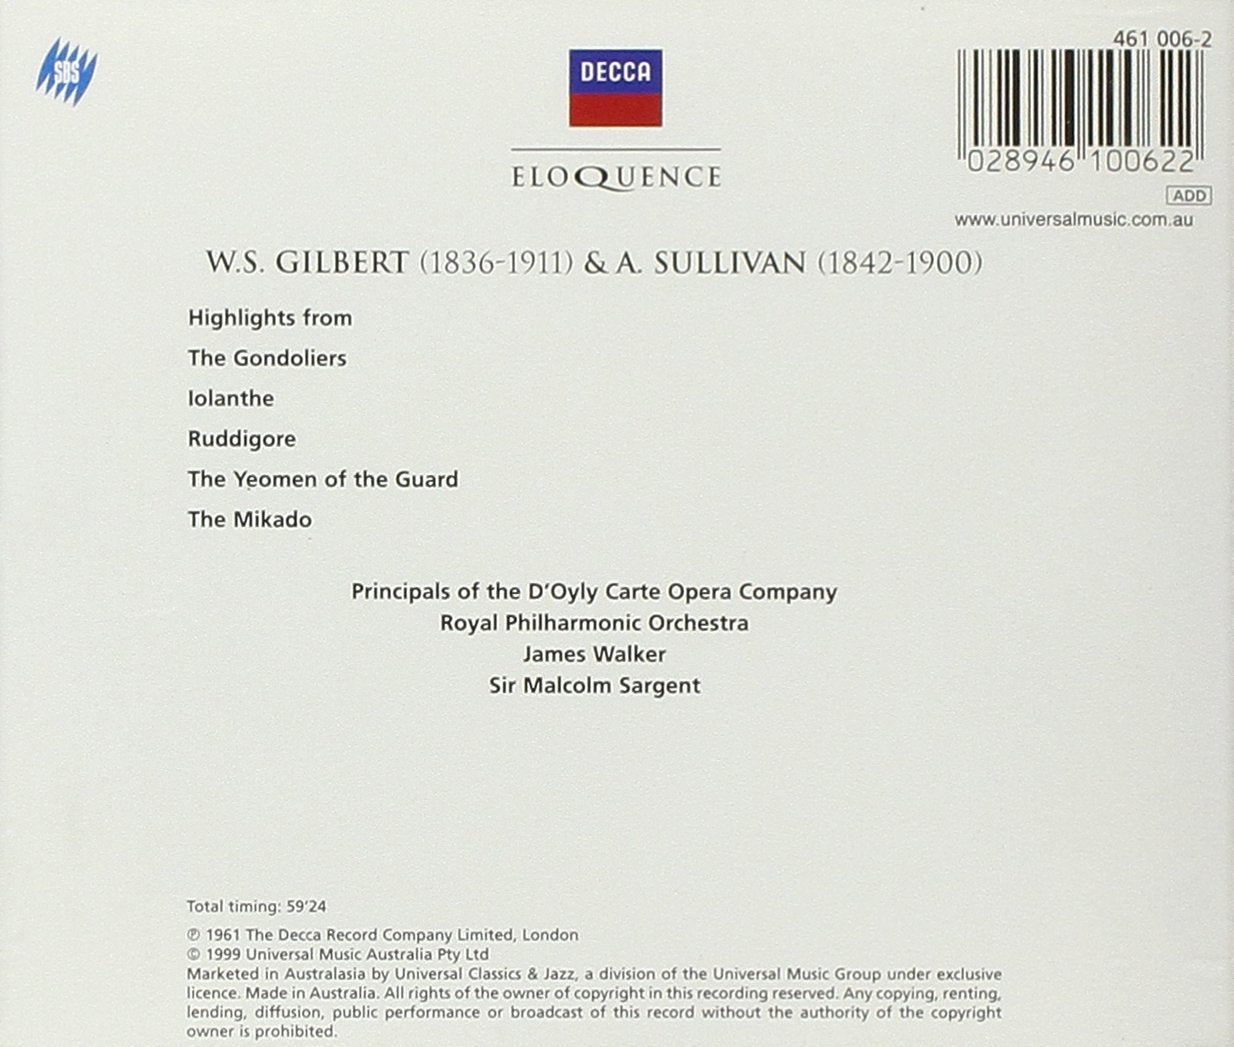 SBS
DECCA
ELOQUENCE
461 006-2
028946 100622
ADD
www.universalmusic.com.au
W.S. GILBERT (1836-1911) & A. SULLIVAN (1842-1900)
Highlights from
The Gondoliers
Iolanthe
Ruddigore
The Yeomen of the Guard
The Mikado
Principals of the D‘Oyly Carte Opera Company
Royal Philharmonic Orchestra
James Walker
Sir Malcolm Sargent
Total timing: 59'24
℗ 1961 The Decca Record Company Limited, London
© 1999 Universal Music Australia Pty Ltd
Marketed in Australasia by Universal Classics & Jazz, a division of the Universal Music Group under exclusive
licence. Made in Australia. All rights of the owner of copyright in this recording reserved. Any copying, renting,
lending, diffusion, public performance or broadcast of this record without the authority of the copyright
owner is prohibited.